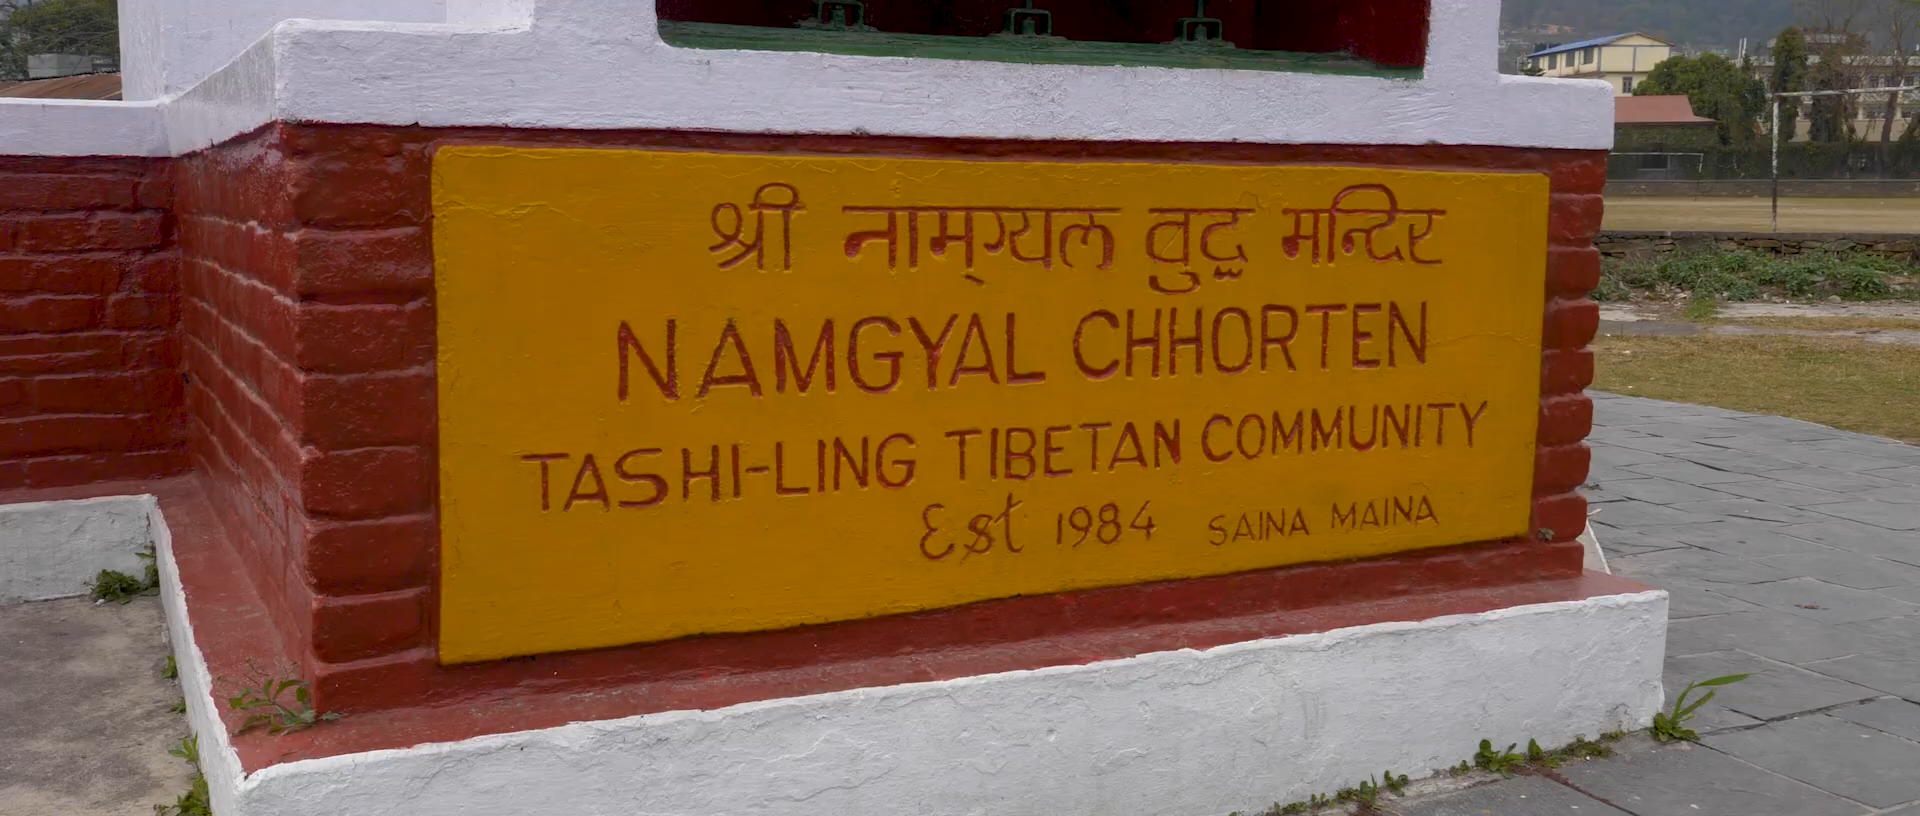 श्री नाम्ग्यल वुद्ध मन्दिर
NAMGYAL CHHORTEN
TASHI-LING TIBETAN COMMUNITY
Est 1984 SAINA MAINA